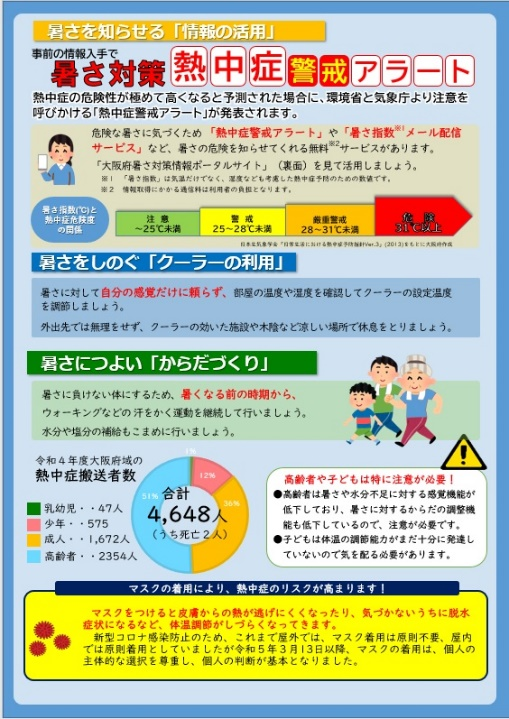 暑さを知らせる「情報の活用」
事前の情報入手で
暑さ対策 熱中症警戒アラート
熱中症の危険性が極めて高くなると予測された場合に、環境省と気象庁より注意を
呼びかける「熱中症警戒アラート」が発表されます。
危険な暑さに気づくため「熱中症警戒アラート」や「暑さ指数※1メール配信
サービス」など、暑さの危険を知らせてくれる無料※2サービスがあります。
「大阪府暑さ対策情報ポータルサイト」(裏面)を見て活用しましょう。
※1 「暑さ指数」は気温だけでなく、湿度なども考慮した熱中症予防のための数値です。
※2 情報取得にかかる通信料は利用者の負担となります。
暑さ指数(℃)と
熱中症危険度
の関係
注 意
～25℃未満
警 戒
25～28℃未満
厳重警戒
28～31℃未満
危 険
31℃以上
日本生気象学会「日常生活における熱中症予防指針Ver.3」(2013)をもとに大阪府作成
暑さをしのぐ「クーラーの利用」
暑さに対して自分の感覚だけに頼らず、部屋の温度や湿度を確認してクーラーの設定温度
を調節しましょう。
外出先では無理をせず、クーラーの効いた施設や木陰など涼しい場所で休息をとりましょう。
暑さにつよい「からだづくり」
暑さに負けない体にするため、暑くなる前の時期から、
ウォーキングなどの 汗をかく運動を継続して行いましょう。
水分や塩分の補給もこまめに行いましょう。
令和４年度大阪府域の
熱中症搬送者数
乳幼児・・47人
少年・・575
成人・・1,672人
高齢者・・2354人
1%
12%
36%
51%
合計
4,648人
(うち死亡２人)
高齢者や子どもは特に注意が必要！
●高齢者は暑さや水分不足に対する感覚機能が
低下しており、暑さに対するからだの調整機
能も低下しているので、注意が必要です。
●子どもは体温の調節能力がまだ十分に発達し
ていないので気を配る必要があります。
マスクの着用により、熱中症のリスクが高まります！
マスクをつけると皮膚からの熱が逃げにくくなったり、気づかないうちに脱水
症状になるなど、体温調節がしづらくなってきます。
新型コロナ感染防止のため、これまで屋外では、マスク着用は原則不要、屋内
では原則着用としていましたが令和５年３月13日以降、マスクの着用は、個人の
主体的な選択を尊重し、個人の判断が基本となりました。